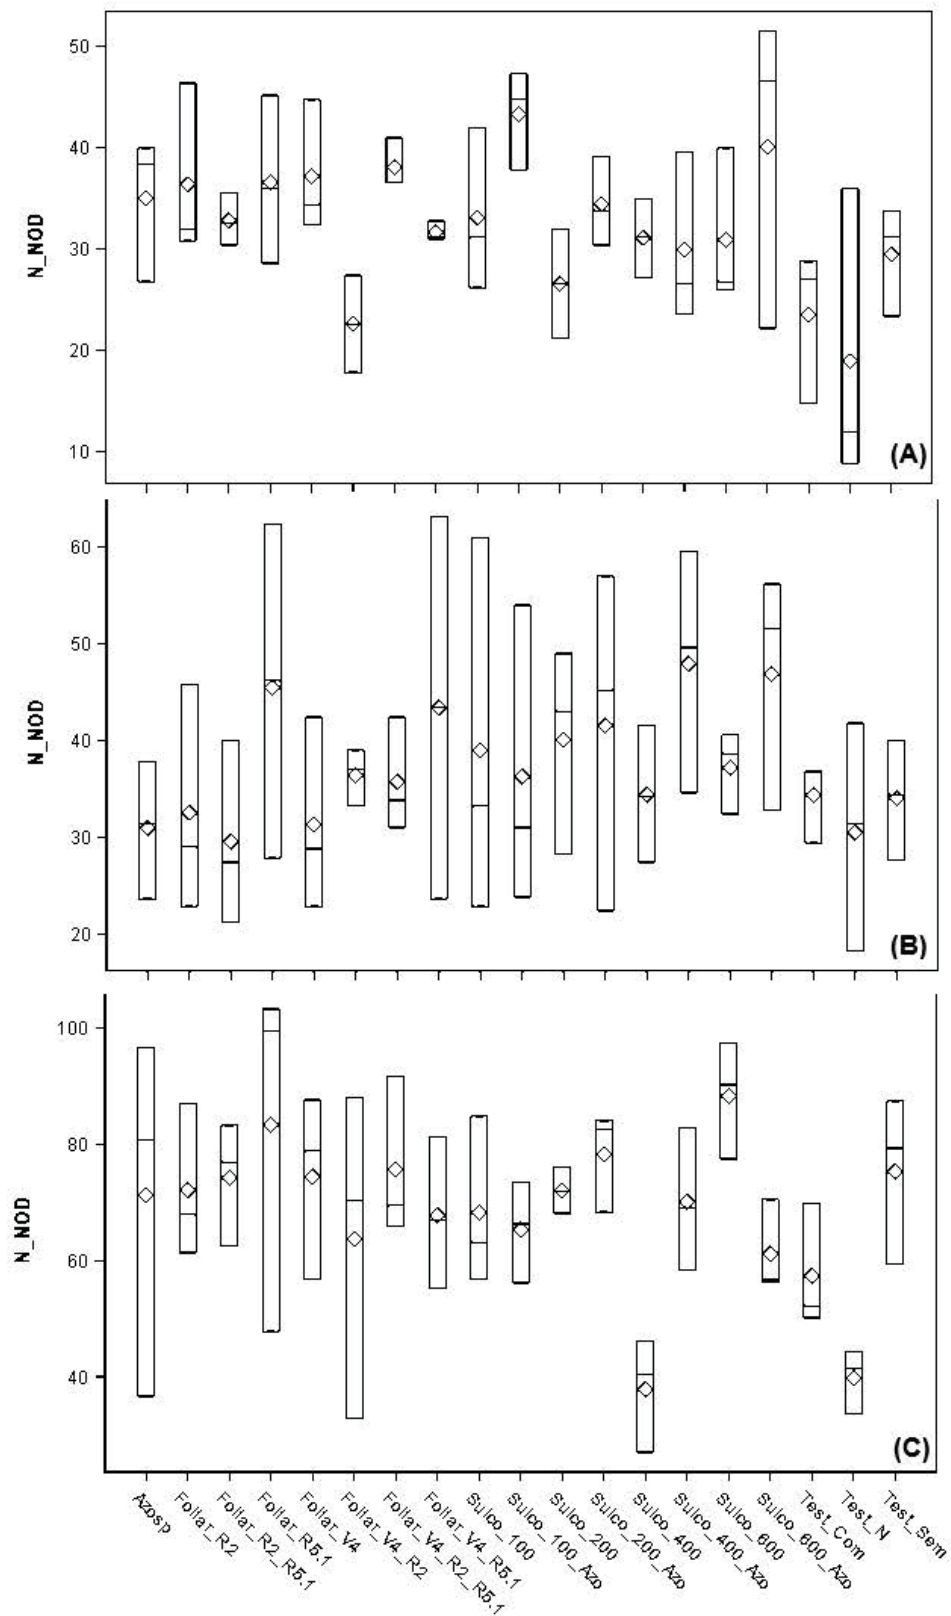 50
40
30
20
10
N_NOD
(A)
60
50
40
30
20
N_NOD
(B)
100
80
60
40
N_NOD
(C)
Azosp
Foliar_R2
Foliar_R2_R5.1
Foliar_R5.1
Foliar_V4
Foliar_V4_R2
Foliar_V4_R2_R5.1
Foliar_V4_R5.1
Sulco_100
Sulco_100_Azo
Sulco_200
Sulco_200_Azo
Sulco_400
Sulco_400_Azo
Sulco_600
Sulco_600_Azo
Test_Com
Test_N
Test_Sem